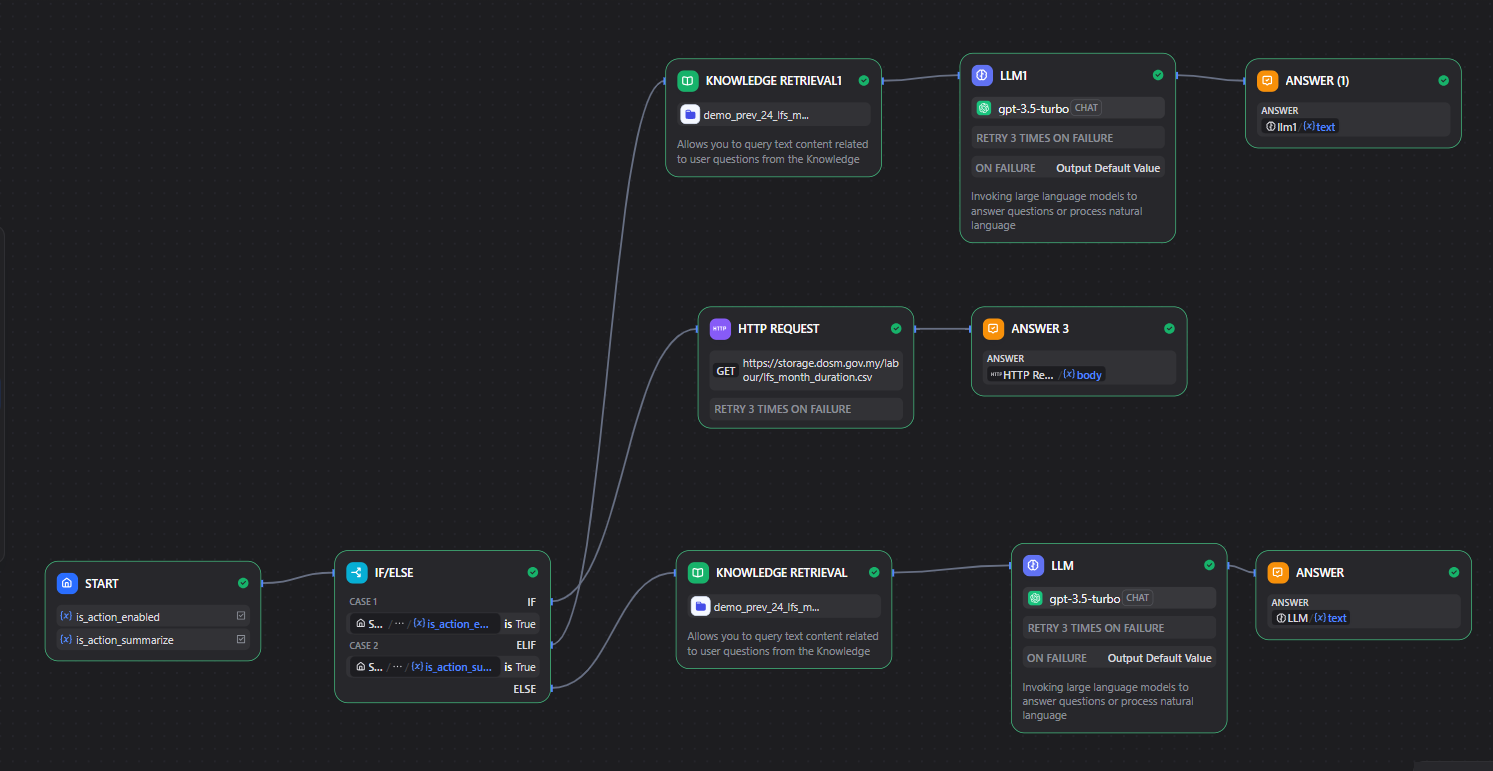 KNOWLEDGE RETRIEVAL1
demo_prev_24_lfs_m...
Allows you to query text content related
to user questions from the Knowledge
LLM1
gpt-3.5-turbo CHAT
RETRY 3 TIMES ON FAILURE
ON FAILURE Output Default Value
Invoking large language models to
answer questions or process natural
language
ANSWER (1)
ANSWER
llm1 / {x} text
HTTP REQUEST
GET https://storage.dosm.gov.my/lab
our/lfs_month_duration.csv
RETRY 3 TIMES ON FAILURE
ANSWER 3
ANSWER
HTTP HTTP Re... / {x} body
START
{x} is_action_enabled
{x} is_action_summarize
IF/ELSE
CASE 1 IF
S... / ··· / {x} is_action_e... is True
CASE 2 ELIF
S... / ··· / {x} is_action_su... is True
ELSE
KNOWLEDGE RETRIEVAL
demo_prev_24_lfs_m...
Allows you to query text content related
to user questions from the Knowledge
LLM
gpt-3.5-turbo CHAT
RETRY 3 TIMES ON FAILURE
ON FAILURE Output Default Value
Invoking large language models to
answer questions or process natural
language
ANSWER
ANSWER
LLM / {x} text